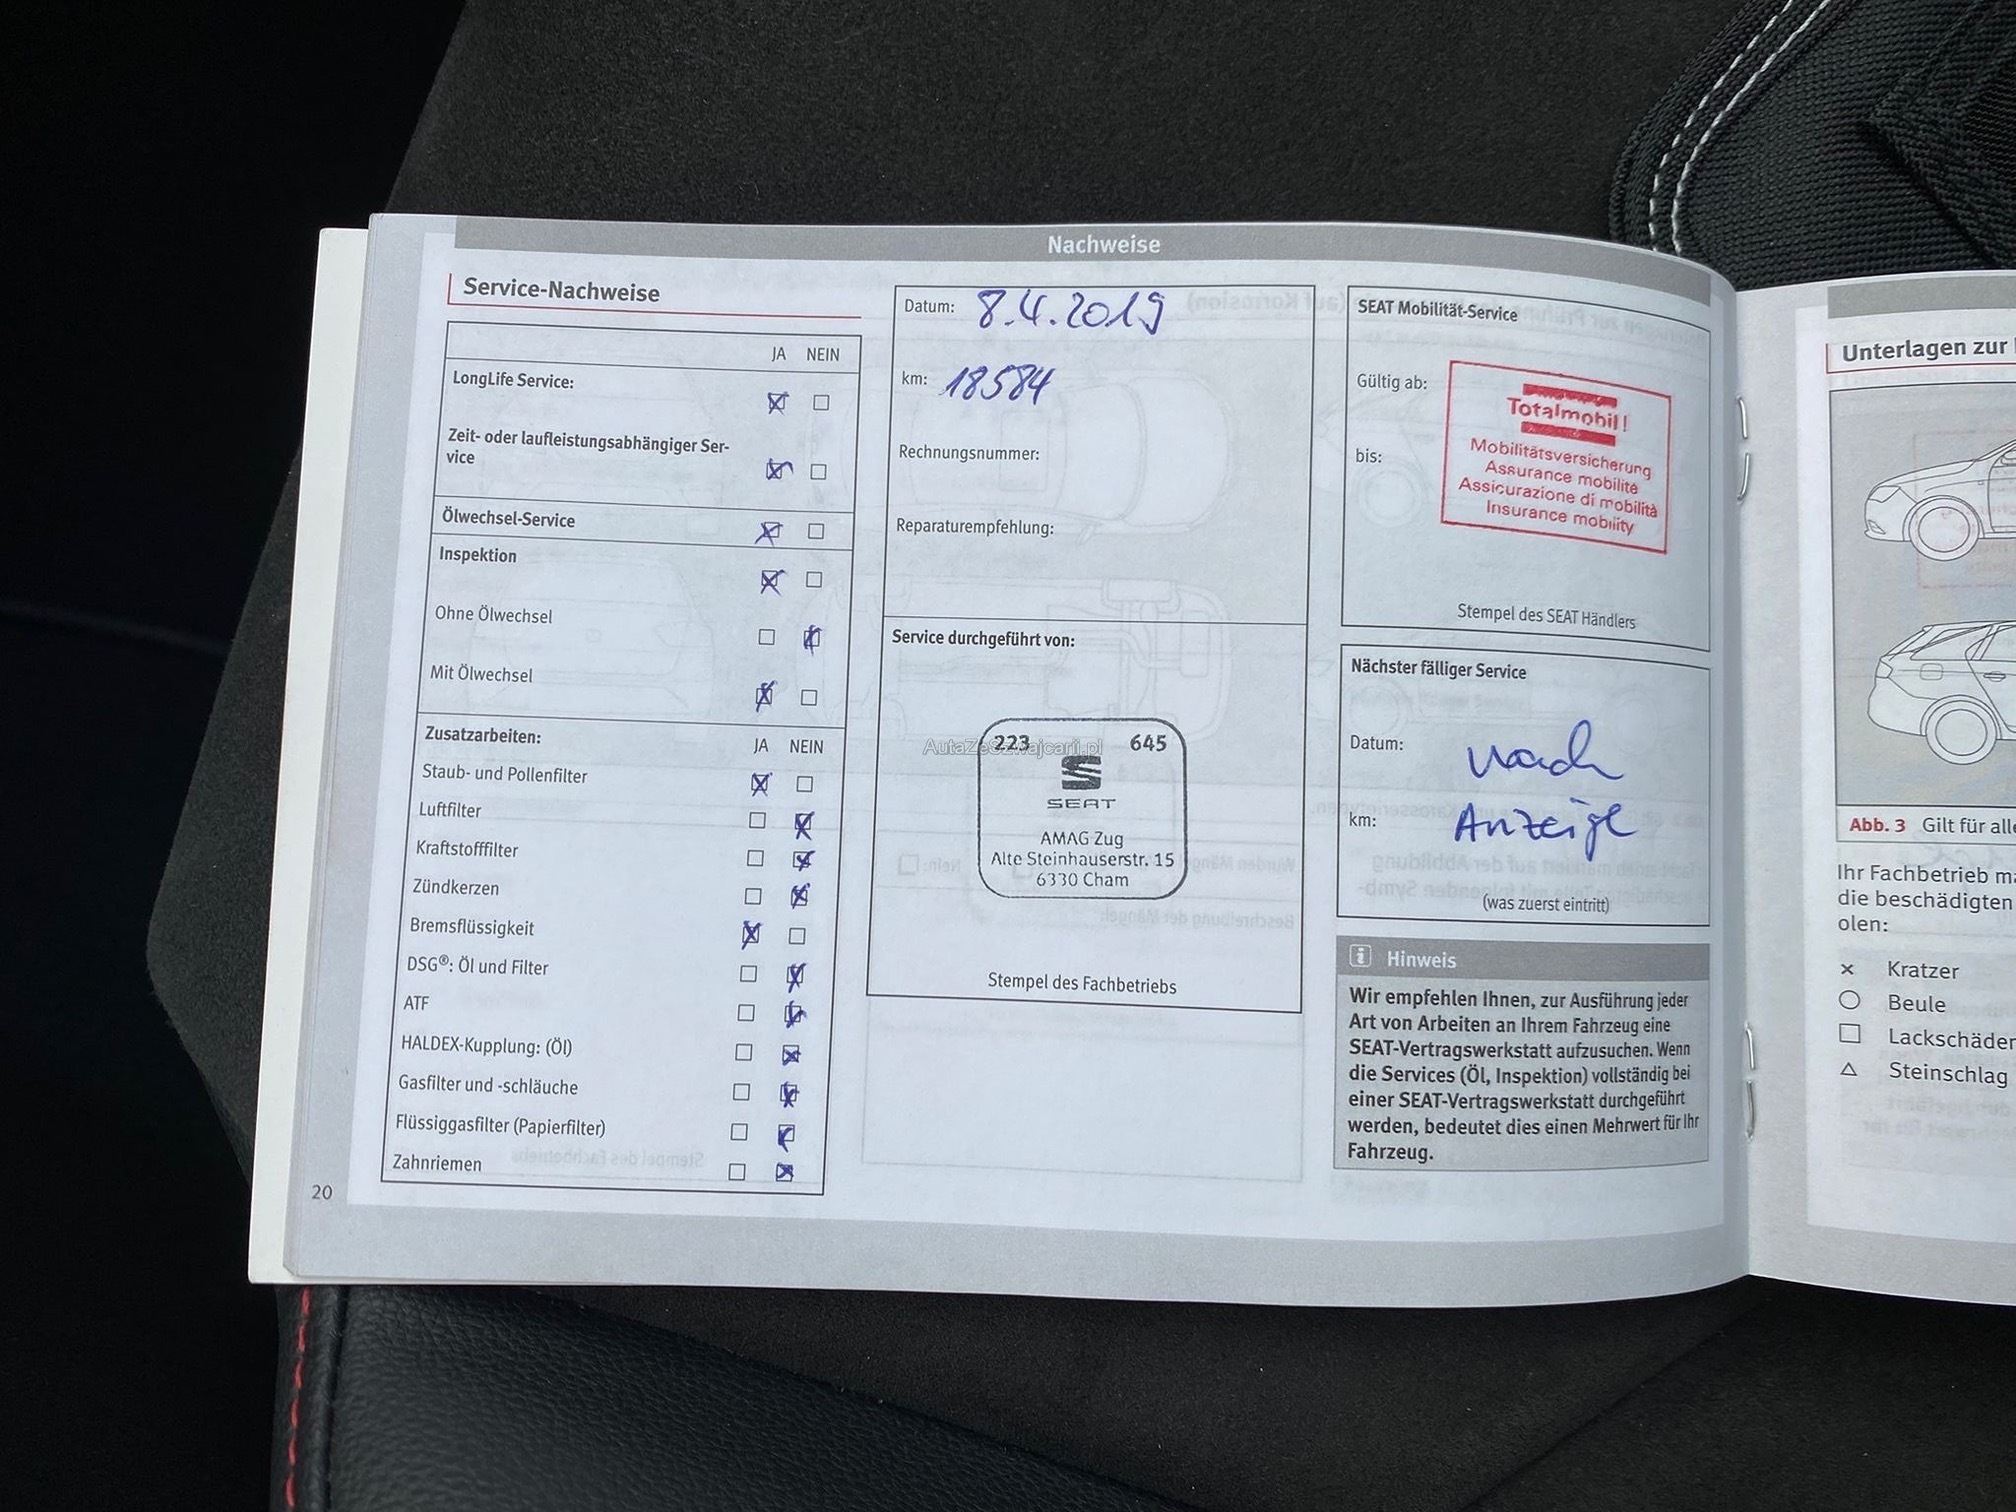 Nachweise
Service-Nachweise
JA NEIN
LongLife Service:
Zeit- oder laufleistungsabhängiger Ser-
vice
Ölwechsel-Service
Inspektion
Ohne Ölwechsel
Mit Ölwechsel
Zusatzarbeiten: JA NEIN
Staub- und Pollenfilter
Luftfilter
Kraftstofffilter
Zündkerzen
Bremsflüssigkeit
DSG®: Öl und Filter
ATF
HALDEX-Kupplung: (Öl)
Gasfilter und -schläuche
Flüssiggasfilter (Papierfilter)
Zahnriemen
20
Datum: 8.4.2019
km: 18584
Rechnungsnummer:
Reparaturempfehlung:
Service durchgeführt von:
AutaZeSzwajcarii.pl
223 645
SEAT
AMAG Zug
Alte Steinhauserstr. 15
6330 Cham
Stempel des Fachbetriebs
SEAT Mobilität-Service
Gültig ab:
bis:
Totalmobil!
Mobilitätsversicherung
Assurance mobilité
Assicurazione di mobilità
Insurance mobility
Stempel des SEAT Händlers
Nächster fälliger Service
Datum: nach
km: Anzeige
(was zuerst eintritt)
i Hinweis
Wir empfehlen Ihnen, zur Ausführung jeder
Art von Arbeiten an Ihrem Fahrzeug eine
SEAT-Vertragswerkstatt aufzusuchen. Wenn
die Services (Öl, Inspektion) vollständig bei
einer SEAT-Vertragswerkstatt durchgeführt
werden, bedeutet dies einen Mehrwert für Ihr
Fahrzeug.
Unterlagen zur
Abb. 3 Gilt für alle
Ihr Fachbetrieb ma
die beschädigten
olen:
Kratzer
Beule
Lackschäden
Steinschlag